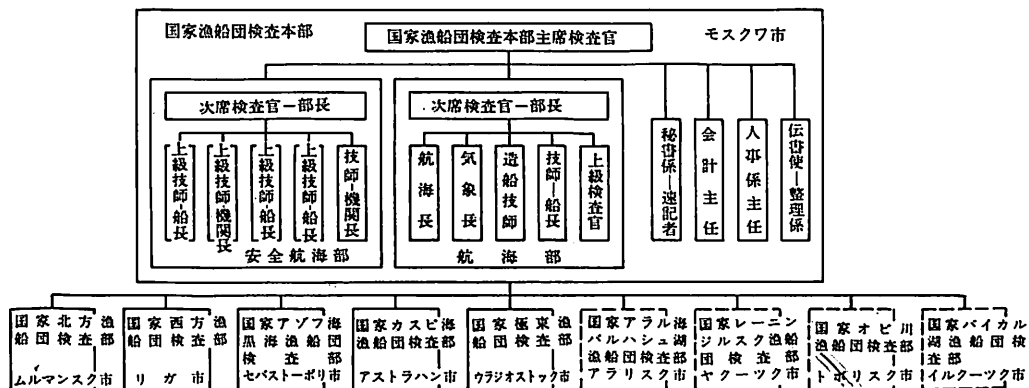 国家漁船団検査本部
国家漁船団検査本部主席検査官
モスクワ市
次席検査官―部長
上級技師―船長
上級技師―機関長
上級技師―船長
上級技師―船長
技師―機関長
安全航海部
次席検査官―部長
航海長
気象長
造船技師
技師―船長
上級検査官
航海部
秘書係―速記者
会計主任
人事係主任
伝書使―整理係
国家北方漁
船団検査部
ムルマンスク市
国家西方漁
船団検査部
リガ市
国家アゾフ海
黒海漁船団
検査部
セバストーポリ市
国家カスピ海
漁船団検査部
アストラハン市
国家極東漁
船団検査部
ウラジオストック市
国家アラル海
バルハシュ湖
漁船団検査部
アラリスク市
国家レーニン
ジルスク漁船
団検査部
ヤクーツク市
国家オビ川
漁船団検査部
トボリスク市
国家バイカル
湖漁船団検
査部
イルクーツク市